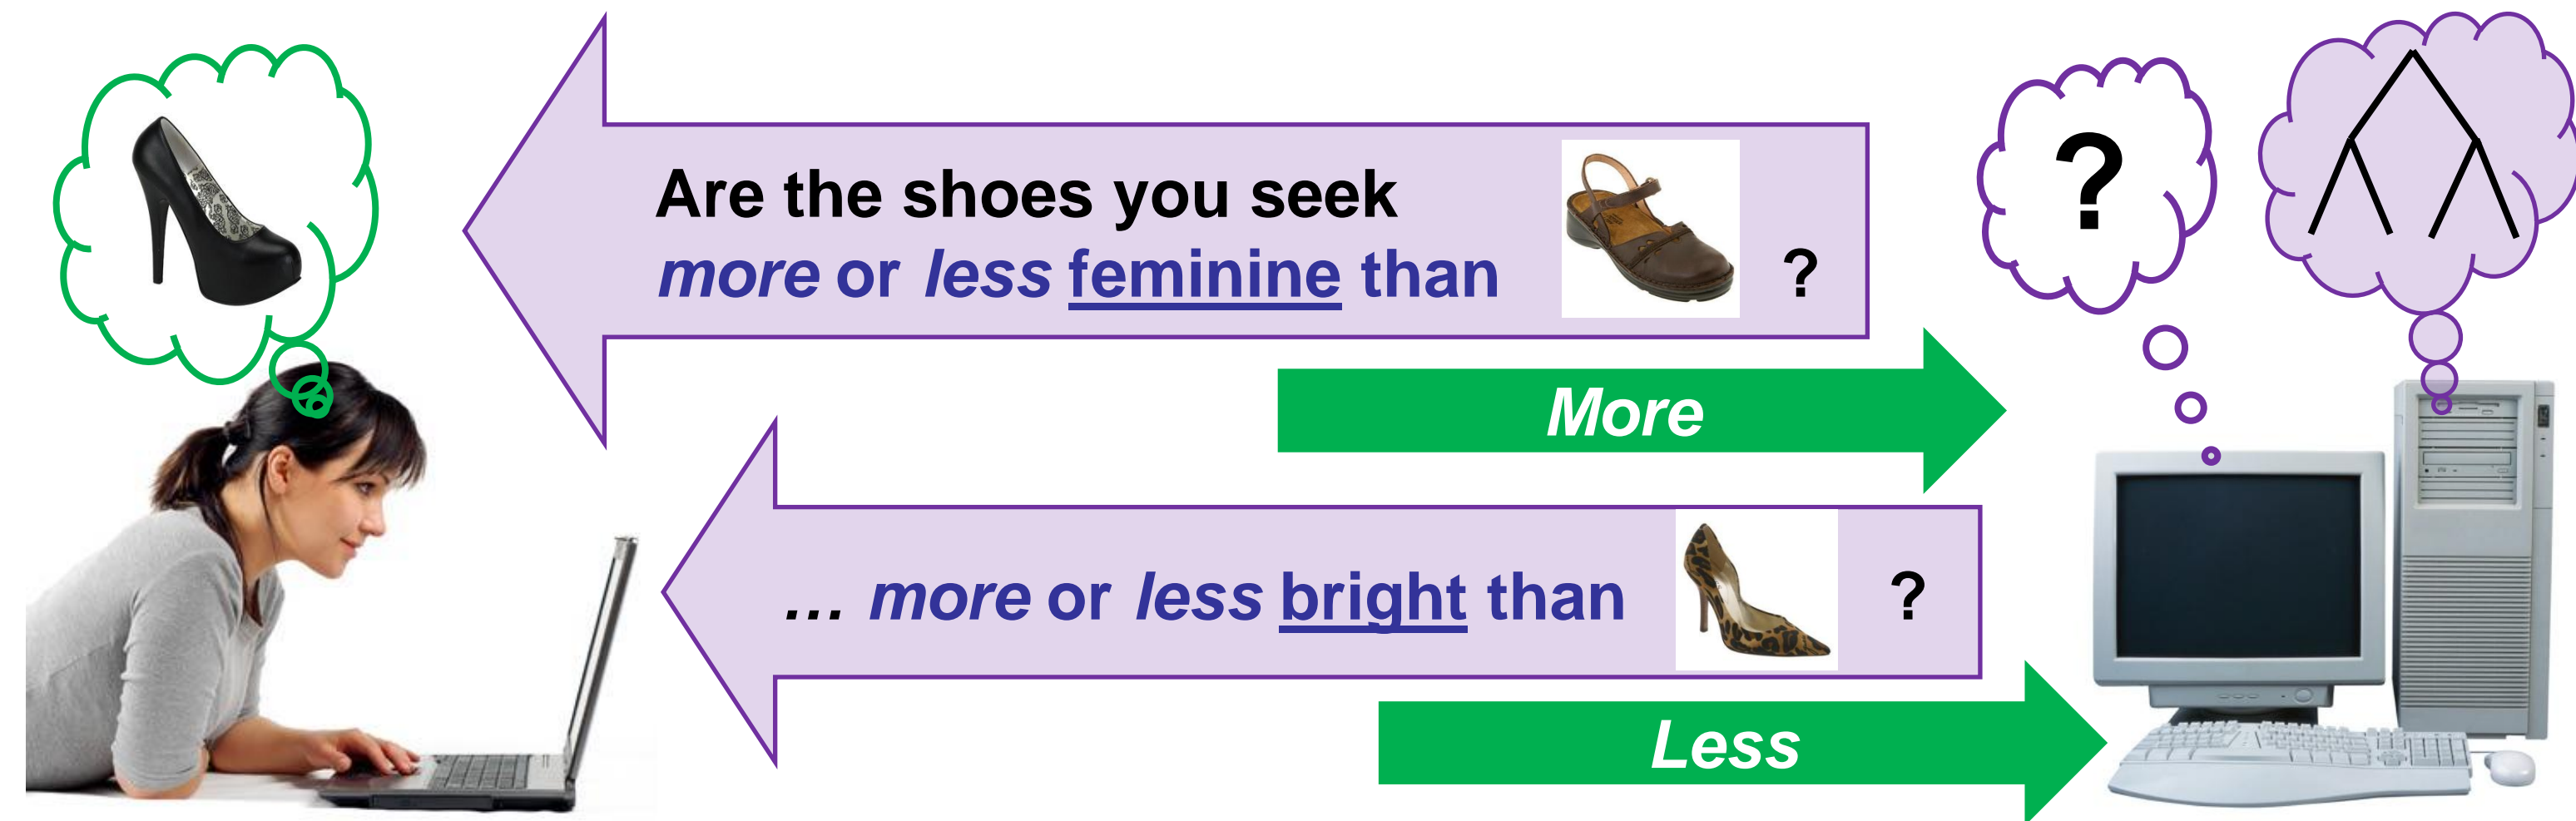 Are the shoes you seek
more or less feminine than ?
More
... more or less bright than ?
Less
?